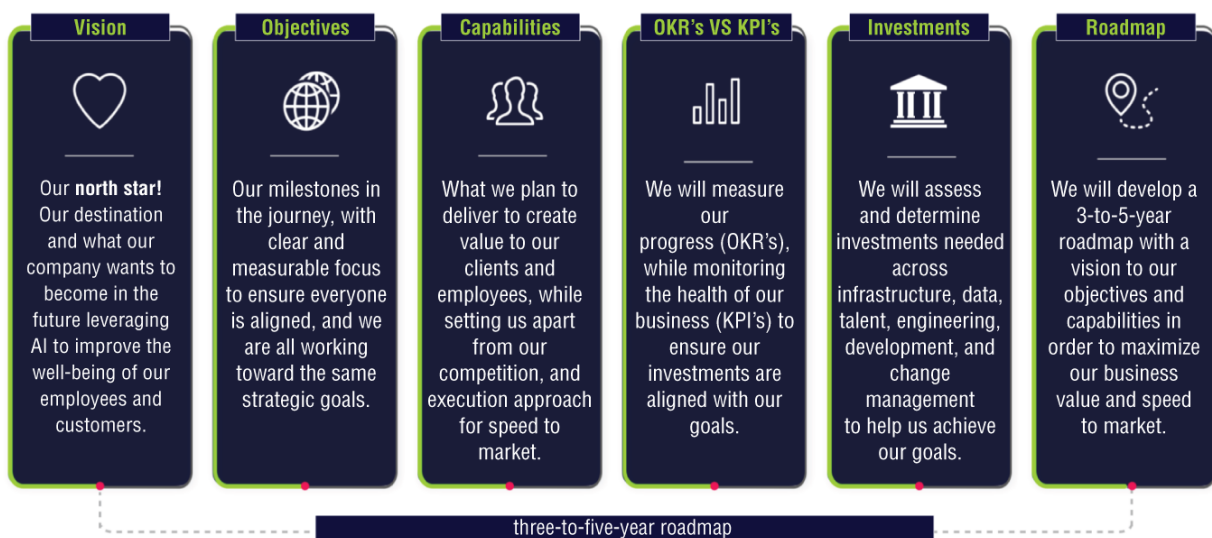 Vision
Our north star!
Our destination
and what our
company wants to
become in the
future leveraging
AI to improve the
well-being of our
employees and
customers.
Objectives
Our milestones in
the journey, with
clear and
measurable focus
to ensure everyone
is aligned, and we
are all working
toward the same
strategic goals.
Capabilities
What we plan to
deliver to create
value to our
clients and
employees, while
setting us apart
from our
competition, and
execution approach
for speed to
market.
OKR's VS KPI's
We will measure
our
progress (OKR's),
while monitoring
the health of our
business (KPI's) to
ensure our
investments are
aligned with our
goals.
Investments
We will assess
and determine
investments needed
across
infrastructure, data,
talent, engineering,
development, and
change
management
to help us achieve
our goals.
Roadmap
We will develop a
3-to-5-year
roadmap with a
vision to our
objectives and
capabilities in
order to maximize
our business
value and speed
to market.
three-to-five-year roadmap